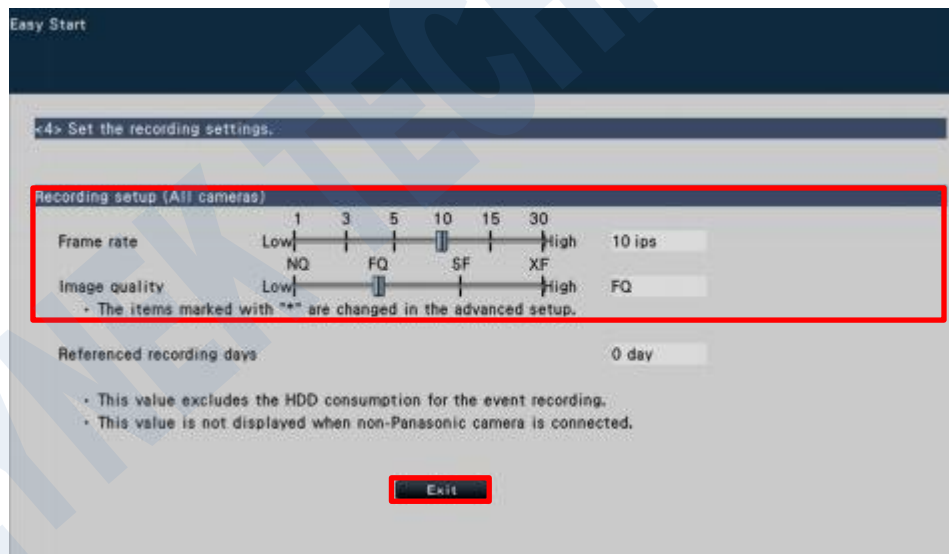 Easy Start
<4> Set the recording settings.
Recording setup (All cameras)
1 3 5 10 15 30
Frame rate Low High 10 ips
NQ FQ SF XF
Image quality Low High FQ
・ The items marked with "*" are changed in the advanced setup.
Referenced recording days 0 day
・ This value excludes the HDD consumption for the event recording.
・ This value is not displayed when non-Panasonic camera is connected.
Exit